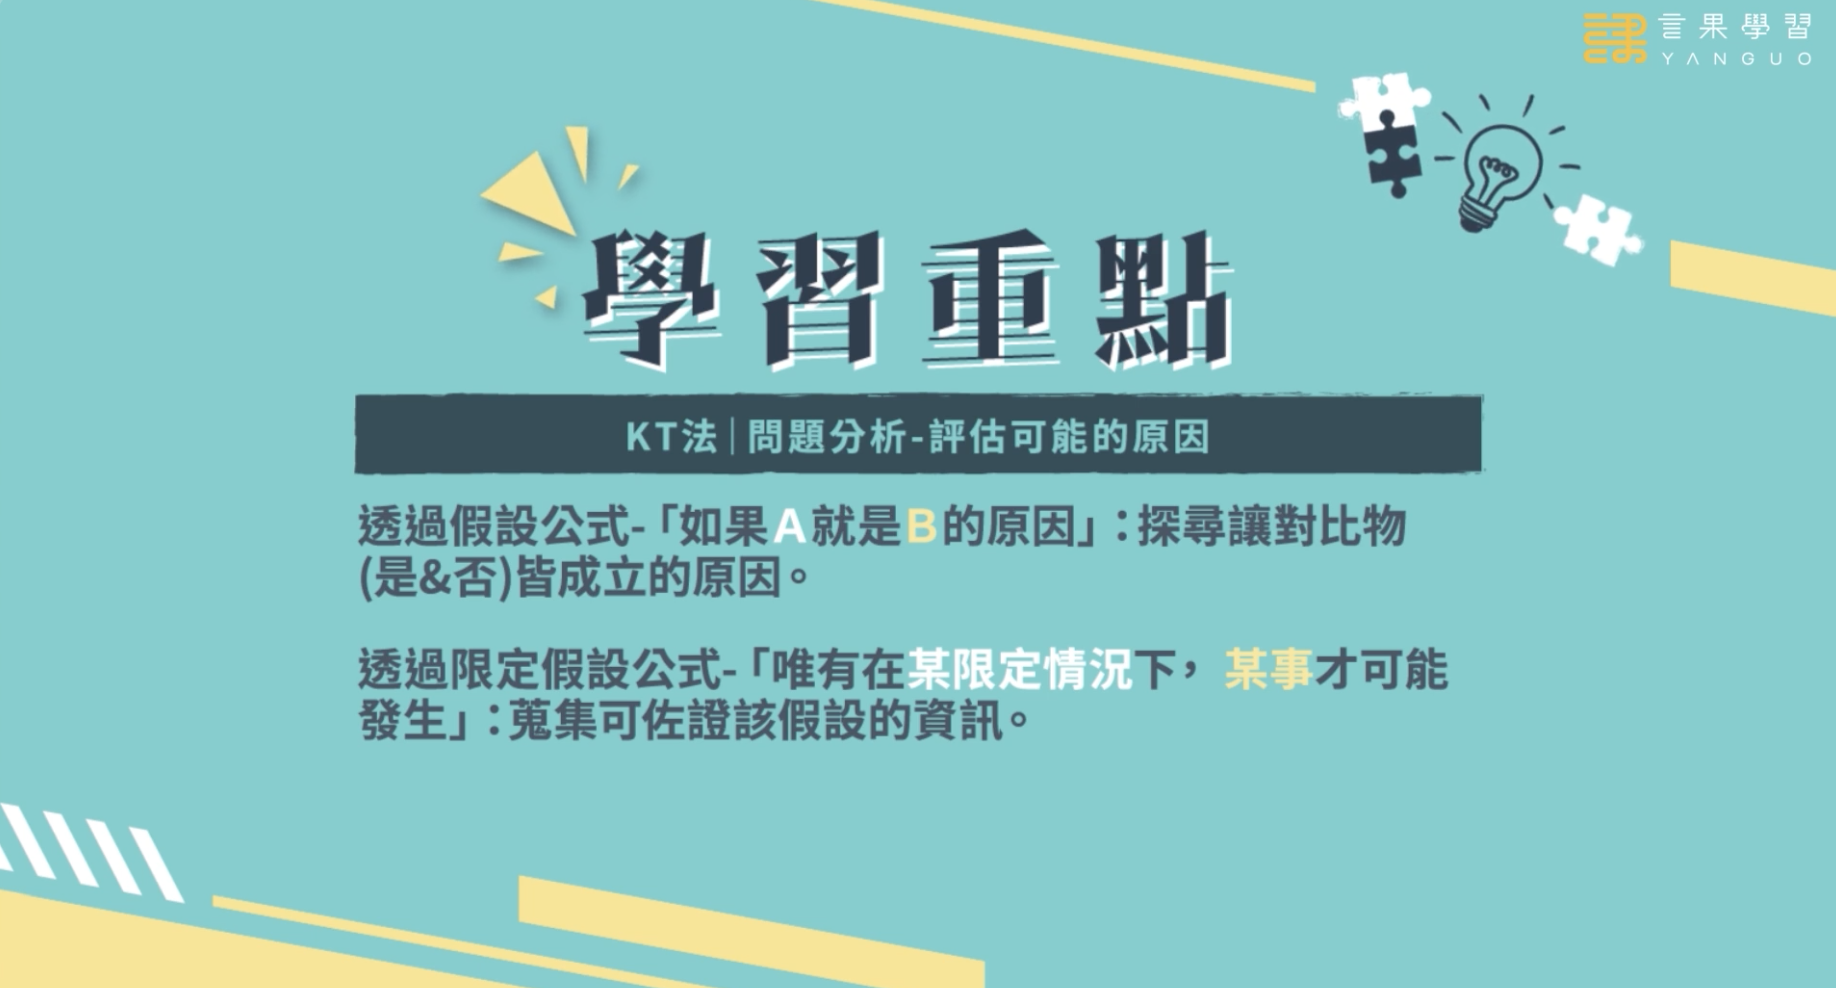 言果學習
YANGUO
學習重點
KT法｜問題分析-評估可能的原因
透過假設公式-「如果A就是B的原因」：探尋讓對比物
(是&否)皆成立的原因。
透過限定假設公式-「唯有在某限定情況下，某事才可能
發生」：蒐集可佐證該假設的資訊。